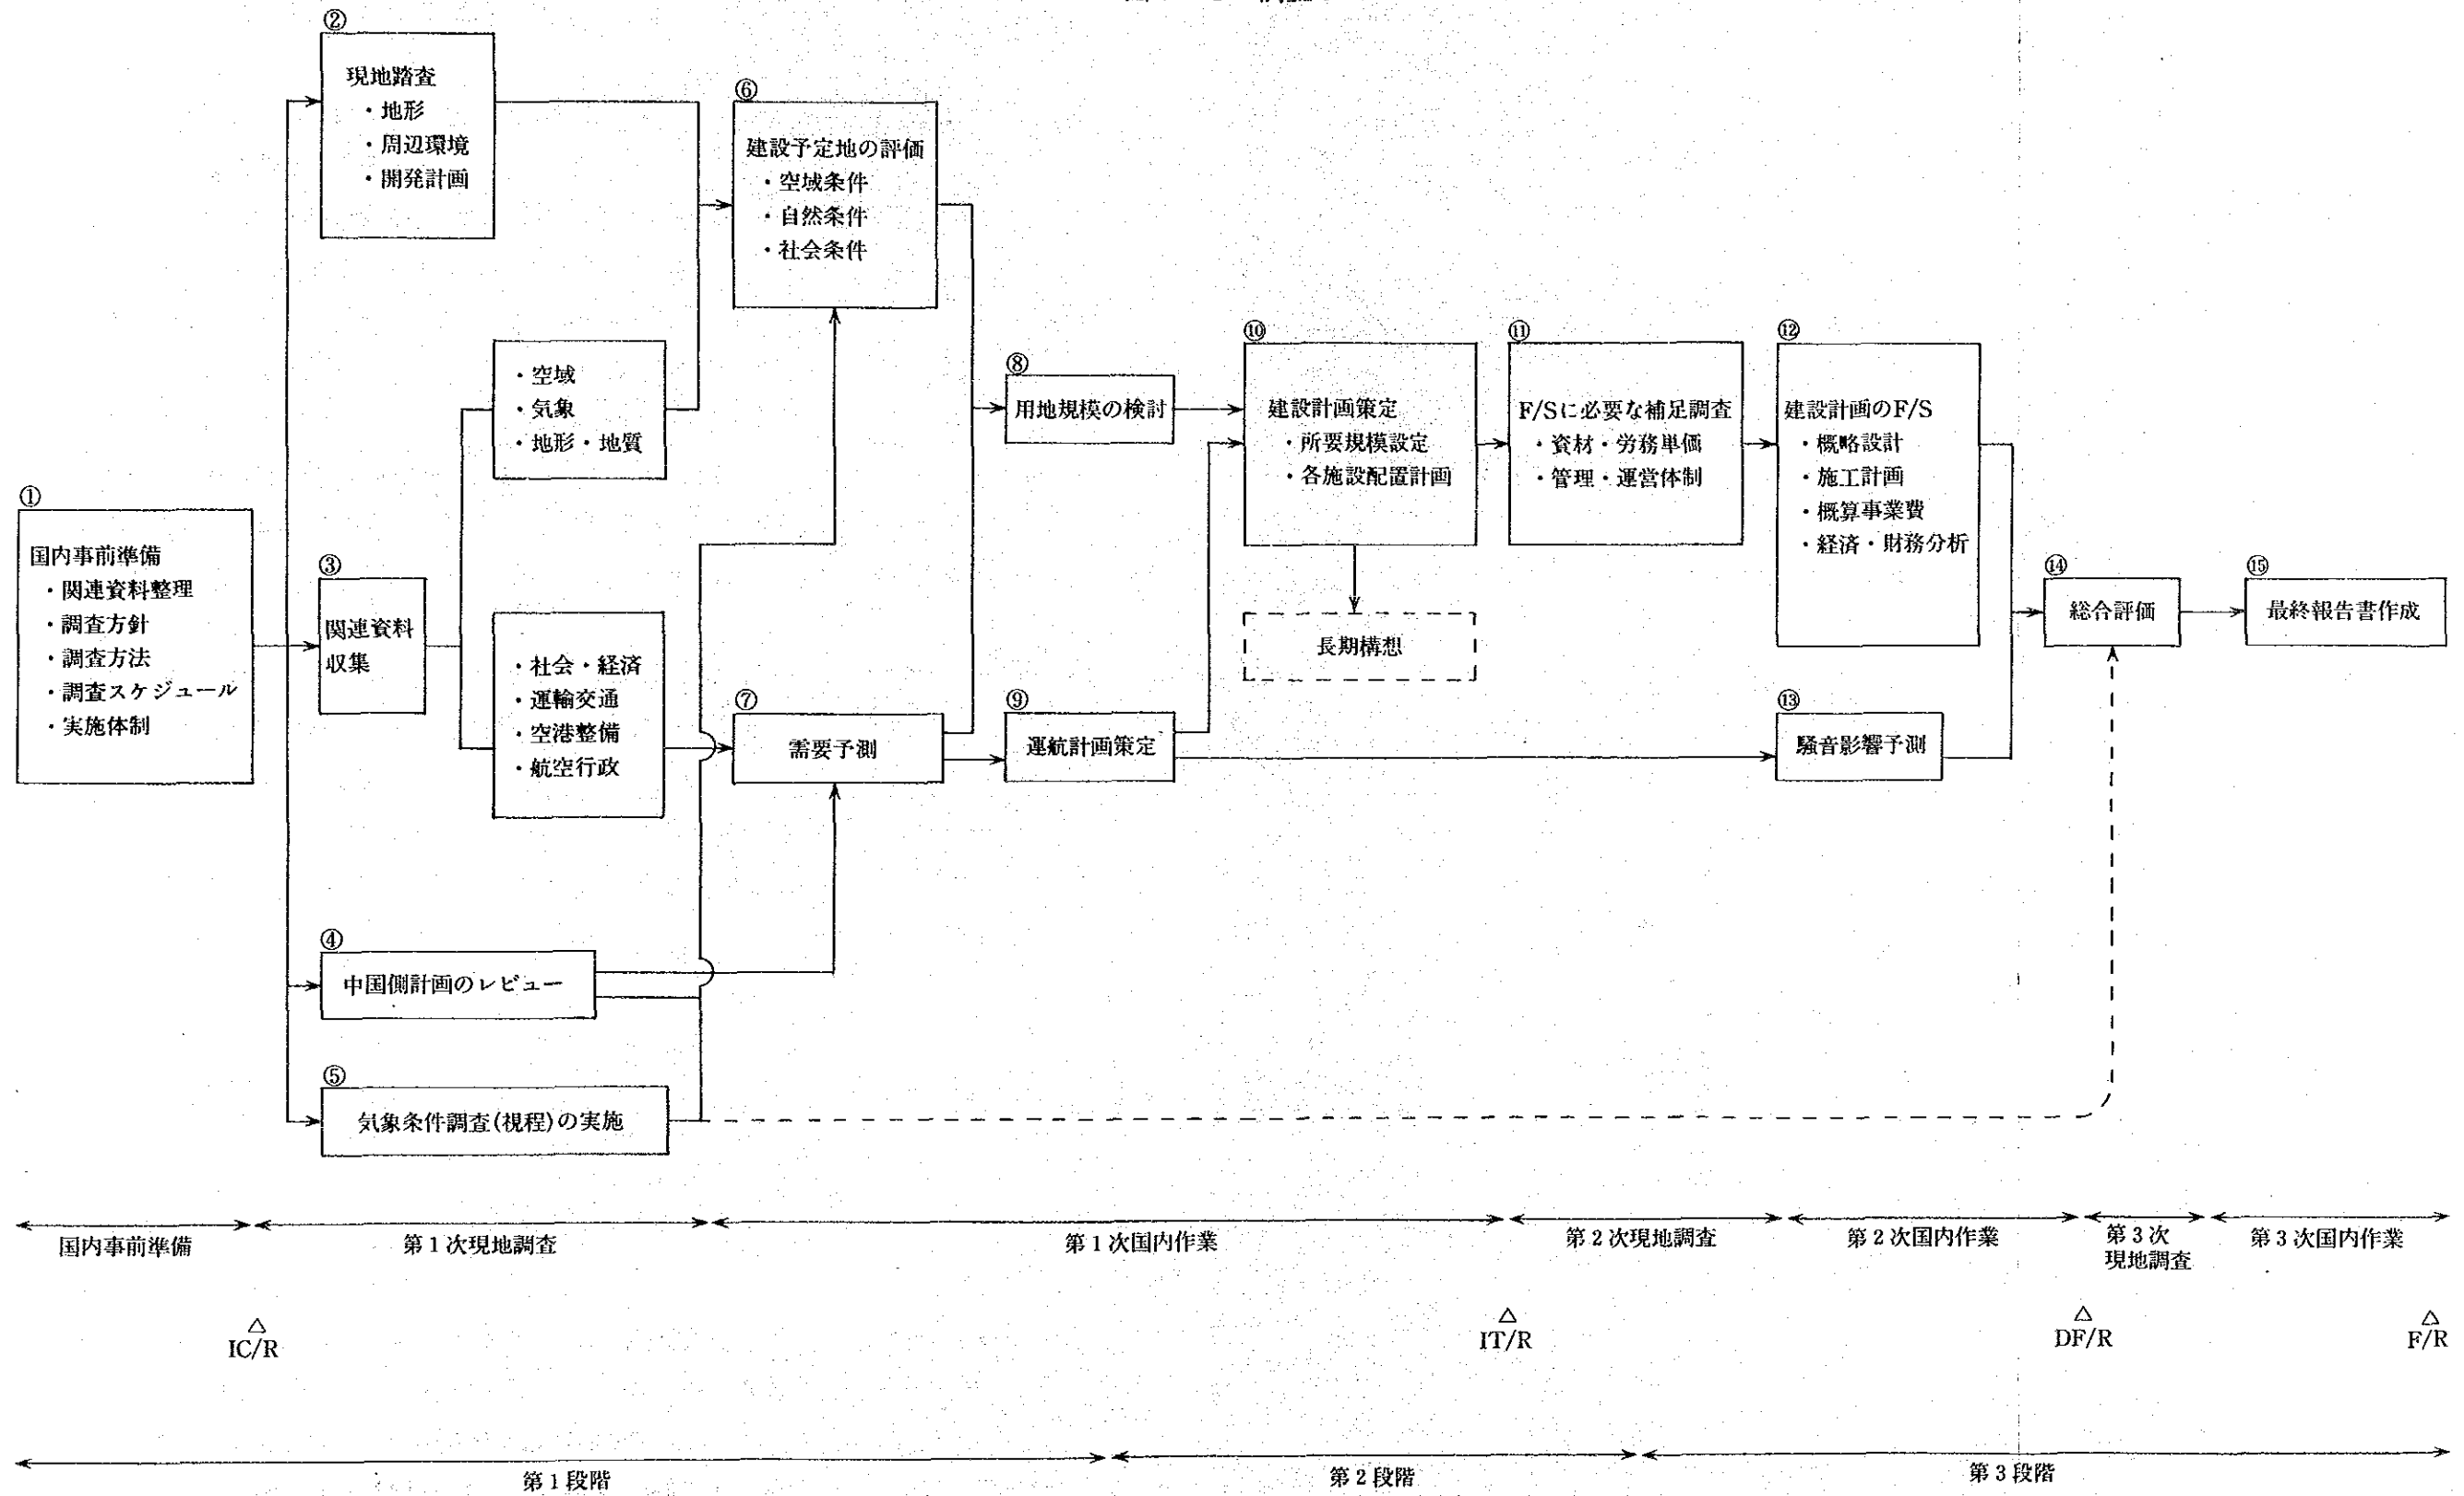 ②
現地踏査
・地形
・周辺環境
・開発計画
⑥
建設予定地の評価
・空域条件
・自然条件
・社会条件
・空域
・気象
・地形・地質
⑧
用地規模の検討
⑩
建設計画策定
・所要規模設定
・各施設配置計画
⑪
F/Sに必要な補足調査
・資材・労務単価
・管理・運営体制
⑫
建設計画のF/S
・概略設計
・施工計画
・概算事業費
・経済・財務分析
①
国内事前準備
・関連資料整理
・調査方針
・調査方法
・調査スケジュール
・実施体制
③
関連資料
収集
・社会・経済
・運輸交通
・空港整備
・航空行政
⑦
需要予測
⑨
運航計画策定
長期構想
⑬
騒音影響予測
⑭
総合評価
⑮
最終報告書作成
④
中国側計画のレビュー
⑤
気象条件調査(視程)の実施
国内事前準備
第1次現地調査
第1次国内作業
第2次現地調査
第2次国内作業
第3次
現地調査
第3次国内作業
△
IC/R
△
IT/R
△
DF/R
△
F/R
第1段階
第2段階
第3段階